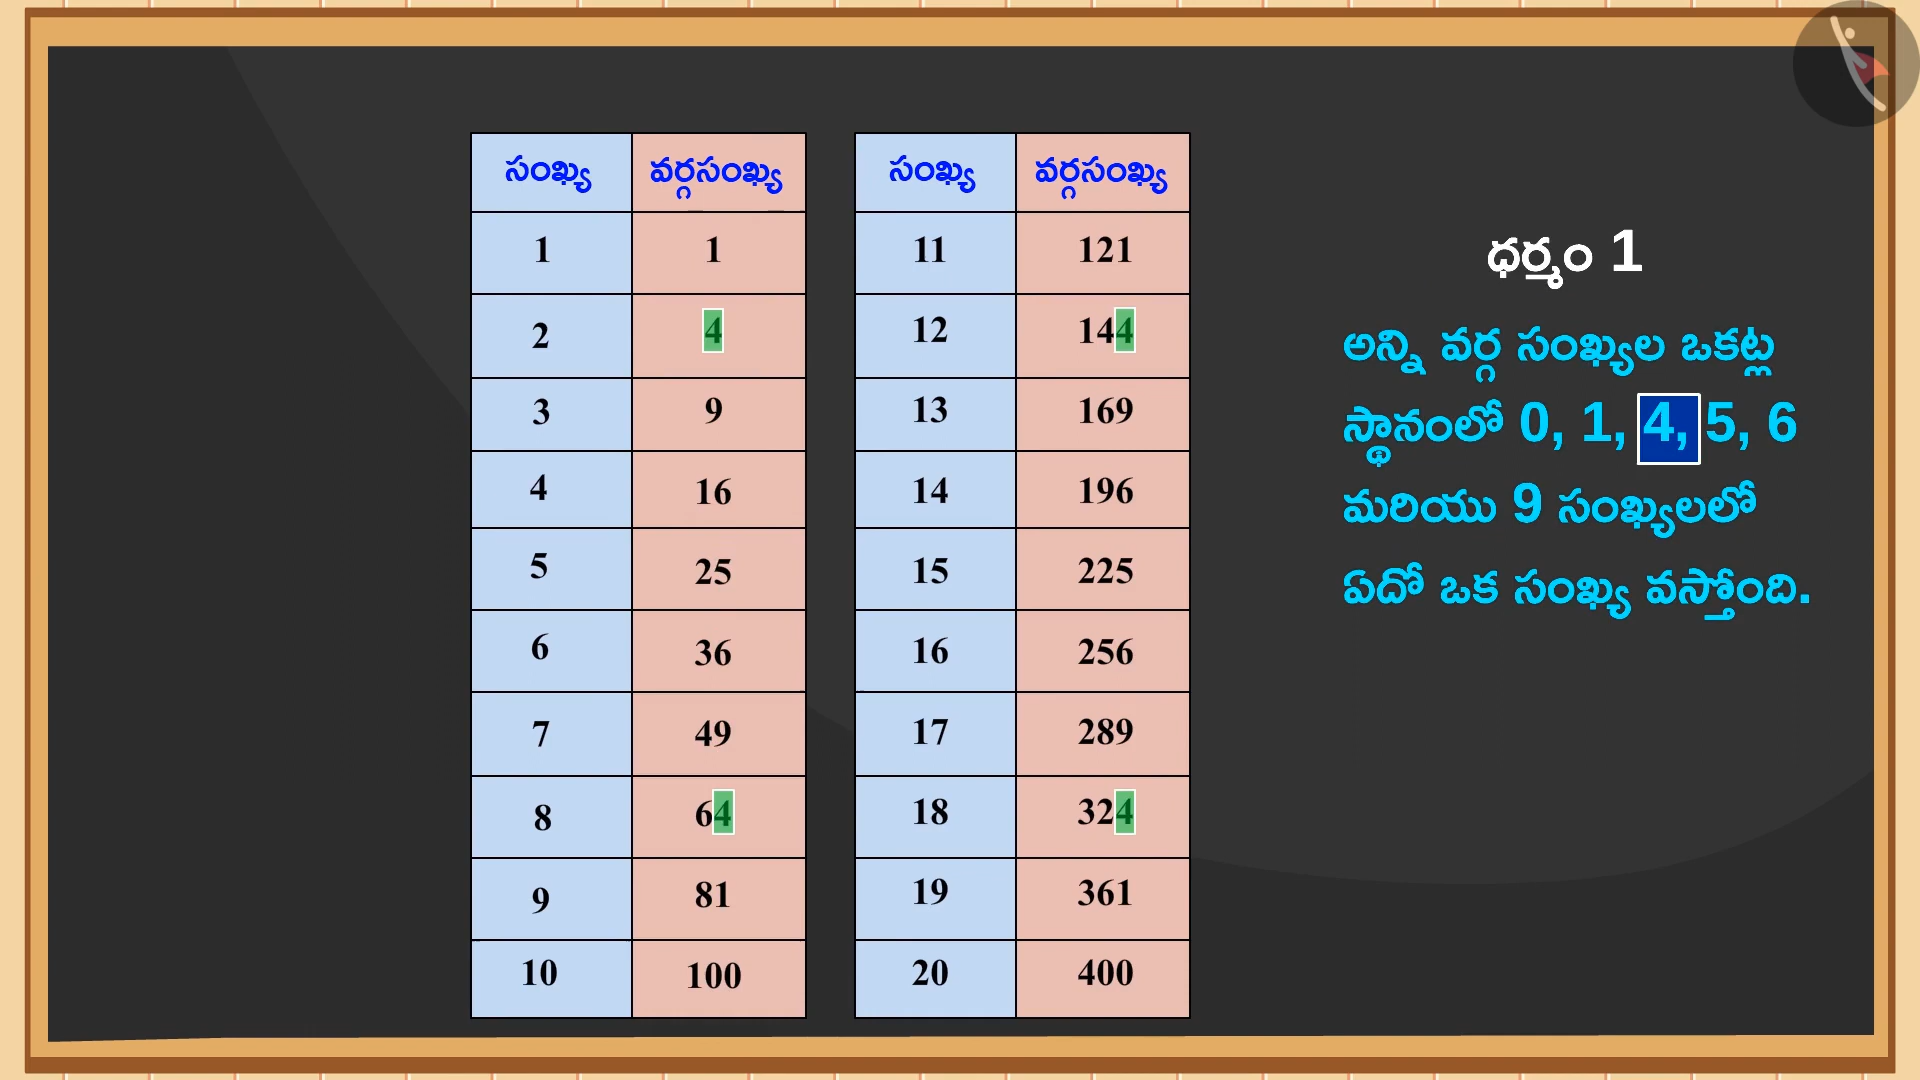 సంఖ్య వర్గసంఖ్య
1 1
2 4
3 9
4 16
5 25
6 36
7 49
8 64
9 81
10 100
సంఖ్య వర్గసంఖ్య
11 121
12 144
13 169
14 196
15 225
16 256
17 289
18 324
19 361
20 400
ధర్మం 1
అన్ని వర్గ సంఖ్యల ఒకట్ల
స్థానంలో 0, 1, 4, 5, 6
మరియు 9 సంఖ్యలలో
ఏదో ఒక సంఖ్య వస్తోంది.